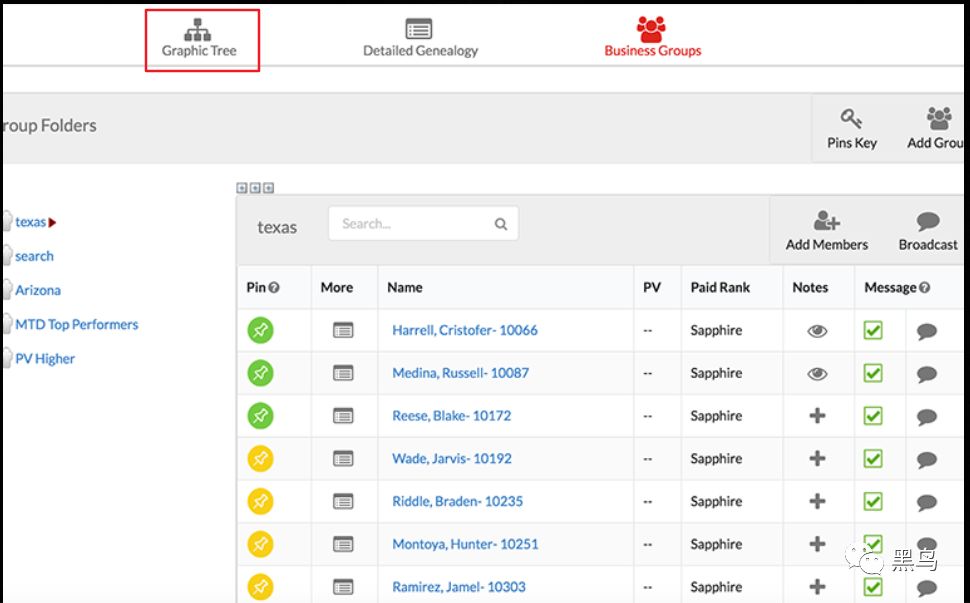 Graphic Tree
Detailed Genealogy
Business Groups
roup Folders
Pins Key
Add Grou
texas
search
Arizona
MTD Top Performers
PV Higher
texas
Search...
Add Members
Broadcast
Pin More Name PV Paid Rank Notes Message
Harrell, Cristofer- 10066 -- Sapphire
Medina, Russell- 10087 -- Sapphire
Reese, Blake- 10172 -- Sapphire
Wade, Jarvis- 10192 -- Sapphire
Riddle, Braden- 10235 -- Sapphire
Montoya, Hunter- 10251 -- Sapphire
Ramirez, Jamel- 10303 -- Sapphire
黑鸟